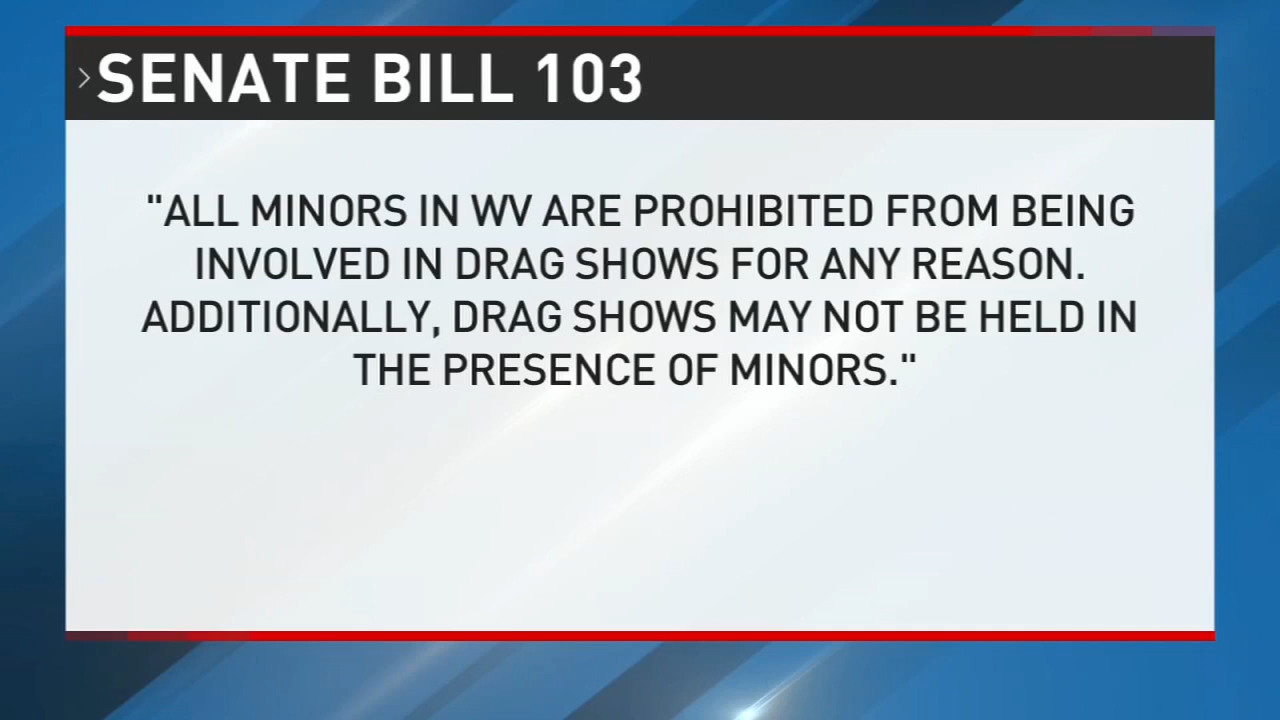 SENATE BILL 103
"ALL MINORS IN WV ARE PROHIBITED FROM BEING
INVOLVED IN DRAG SHOWS FOR ANY REASON.
ADDITIONALLY, DRAG SHOWS MAY NOT BE HELD IN
THE PRESENCE OF MINORS."